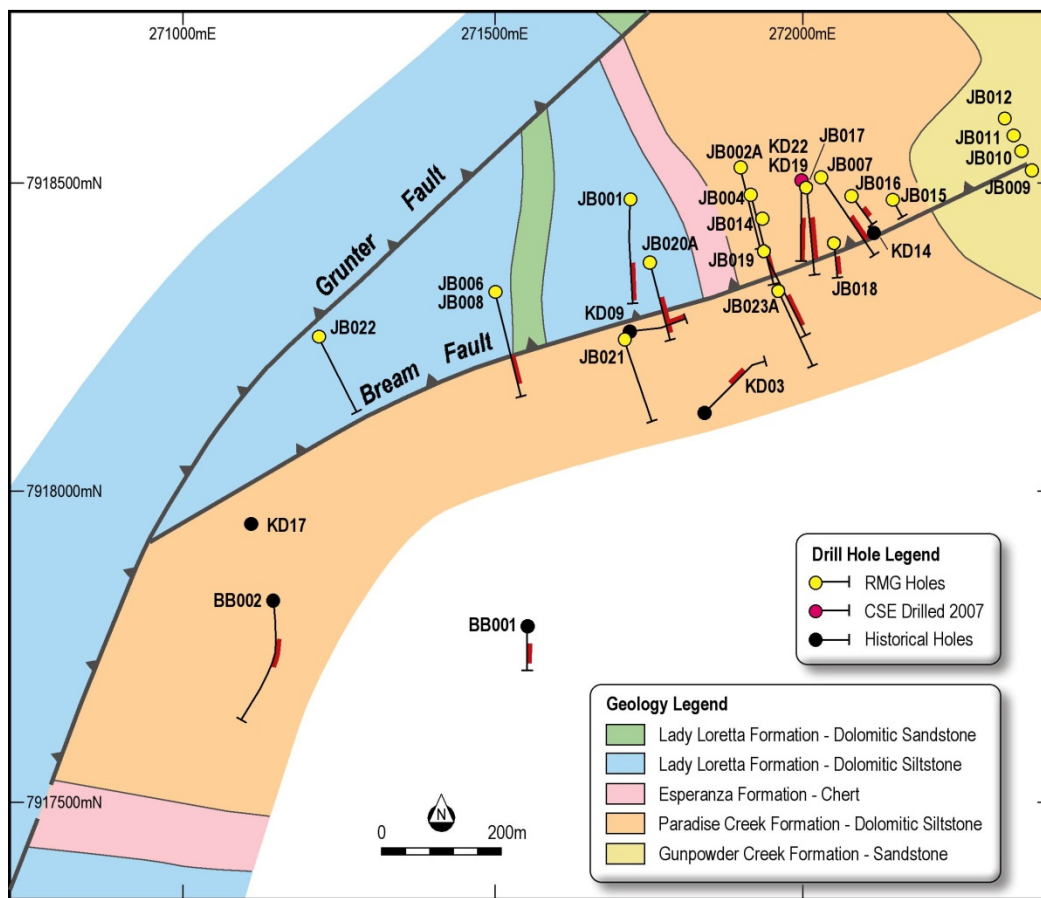 271000mE
271500mE
272000mE
JB012
JB011
JB010
JB009
JB002A
KD22
KD19
JB017
JB007
JB016
JB015
7918500mN
JB001
JB004
JB014
JB019
JB020A
KD14
JB018
JB023A
Grunter
Fault
JB006
JB008
JB022
KD09
JB021
Bream
Fault
KD03
7918000mN
KD17
BB002
BB001
Drill Hole Legend
RMG Holes
CSE Drilled 2007
Historical Holes
Geology Legend
Lady Loretta Formation - Dolomitic Sandstone
Lady Loretta Formation - Dolomitic Siltstone
Esperanza Formation - Chert
Paradise Creek Formation - Dolomitic Siltstone
Gunpowder Creek Formation - Sandstone
7917500mN
N
0
200m